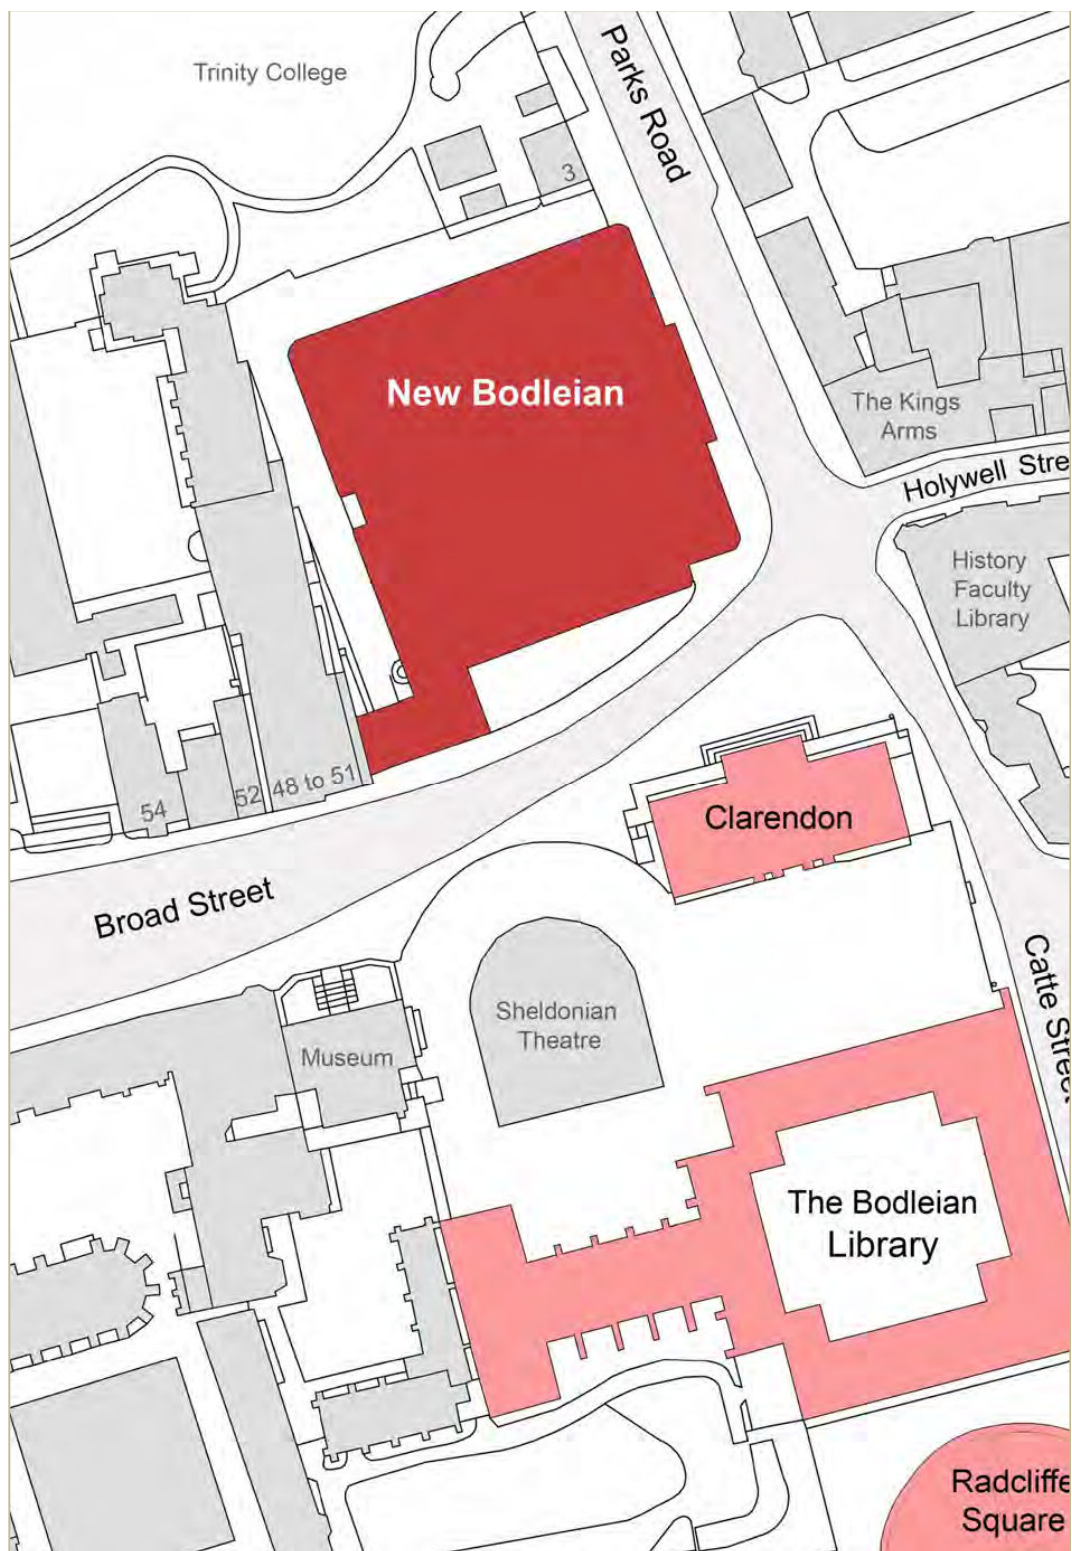 Trinity College
Parks Road
3
New Bodleian
The Kings
Arms
Holywell Stre
History
Faculty
Library
54
52
48 to 51
Clarendon
Broad Street
Catte Street
Sheldonian
Theatre
Museum
The Bodleian
Library
Radcliffe
Square